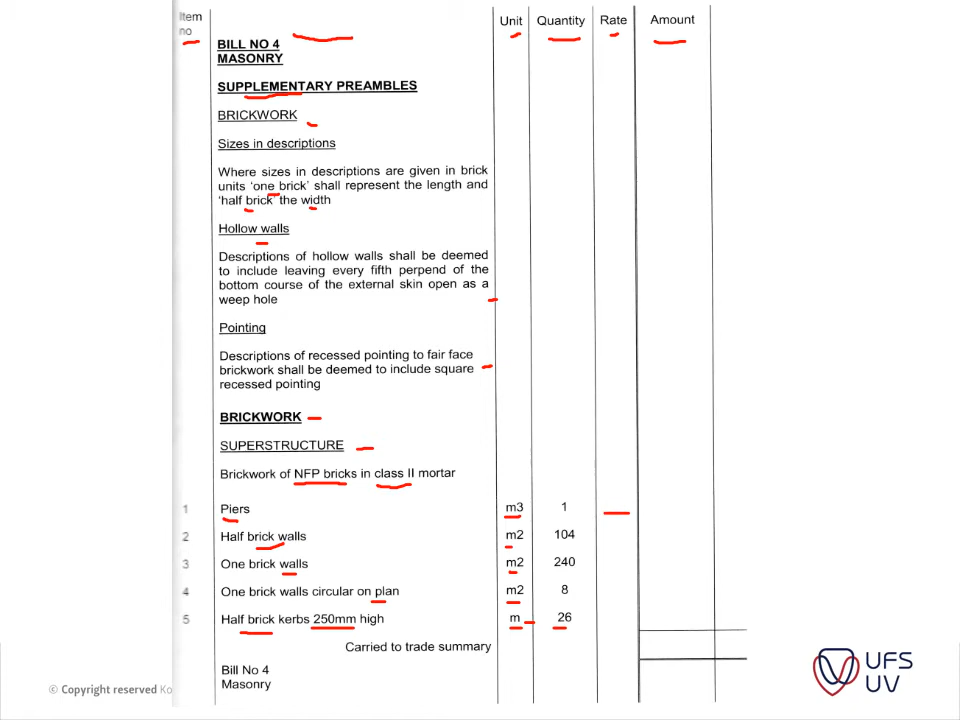 Item
no
Unit Quantity Rate Amount
BILL NO 4
MASONRY
SUPPLEMENTARY PREAMBLES
BRICKWORK
Sizes in descriptions
Where sizes in descriptions are given in brick
units 'one brick' shall represent the length and
'half brick' the width
Hollow walls
Descriptions of hollow walls shall be deemed
to include leaving every fifth perpend of the
bottom course of the external skin open as a
weep hole
Pointing
Descriptions of recessed pointing to fair face
brickwork shall be deemed to include square
recessed pointing
BRICKWORK
SUPERSTRUCTURE
Brickwork of NFP bricks in class II mortar
1 Piers m3 1
2 Half brick walls m2 104
3 One brick walls m2 240
4 One brick walls circular on plan m2 8
5 Half brick kerbs 250mm high m 26
Carried to trade summary
Bill No 4
Masonry
© Copyright reserved Ko
UFS
UV